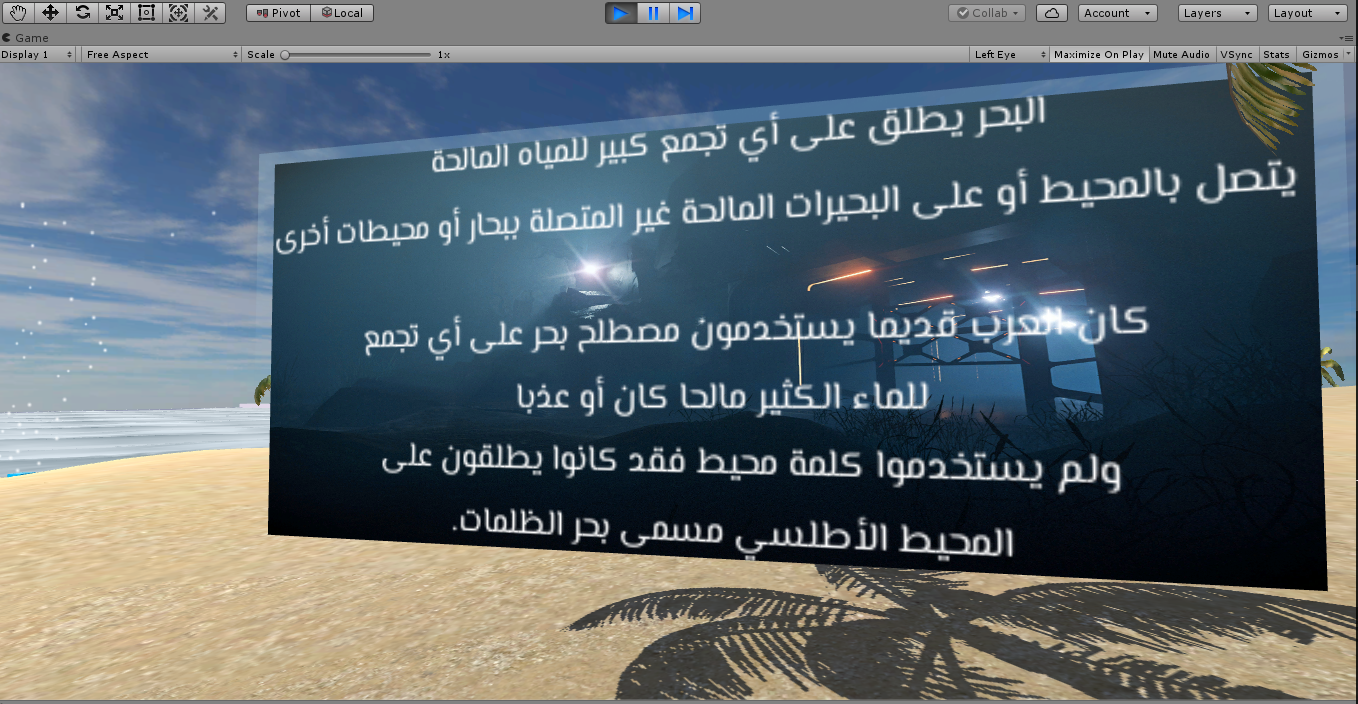 Pivot
Local
Collab
Account
Layers
Layout
Game
Display 1
Free Aspect
Scale
1x
Left Eye
Maximize On Play
Mute Audio
VSync
Stats
Gizmos
البحر يطلق على أي تجمع كبير للمياه المالحة
يتصل بالمحيط أو على البحيرات المالحة غير المتصلة ببحار أو محيطات أخرى
كان العرب قديما يستخدمون مصطلح بحر على أي تجمع
للماء الكثير مالحا كان أو عذبا
ولم يستخدموا كلمة محيط فقد كانوا يطلقون على
المحيط الأطلسي مسمى بحر الظلمات.